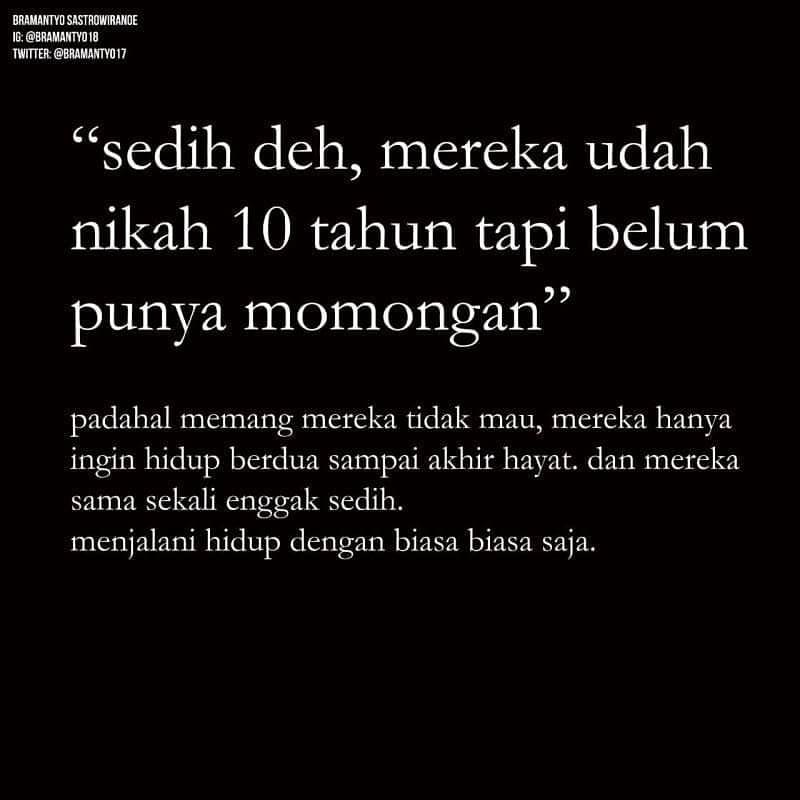 BRAMANTYO SASTROWIRANOE
IG: @BRAMANTYO18
TWITTER: @BRAMANTYO17
“sedih deh, mereka udah
nikah 10 tahun tapi belum
punya momongan”
padahal memang mereka tidak mau, mereka hanya
ingin hidup berdua sampai akhir hayat. dan mereka
sama sekali enggak sedih.
menjalani hidup dengan biasa biasa saja.